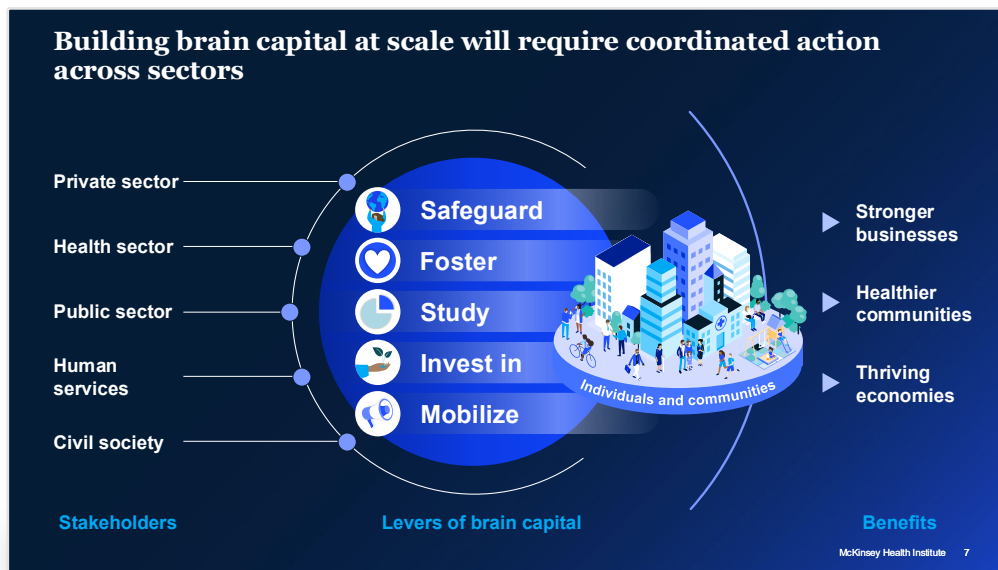 Building brain capital at scale will require coordinated action
across sectors
Private sector
Health sector
Public sector
Human
services
Civil society
Stakeholders
Safeguard
Foster
Study
Invest in
Mobilize
Levers of brain capital
Individuals and communities
Stronger
businesses
Healthier
communities
Thriving
economies
Benefits
McKinsey Health Institute 7